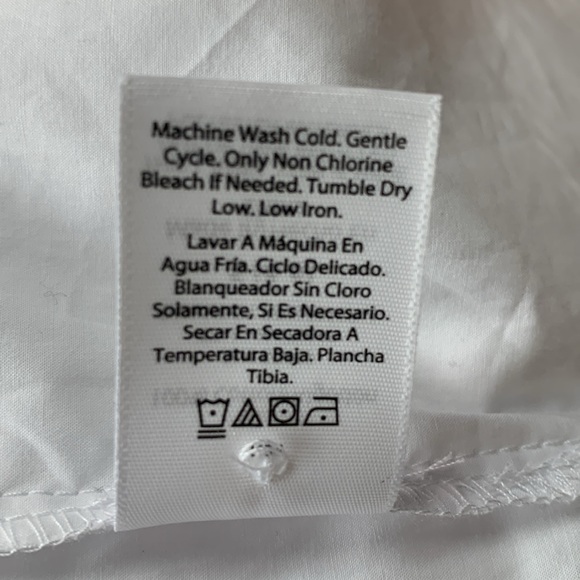 Machine Wash Cold. Gentle
Cycle. Only Non Chlorine
Bleach If Needed. Tumble Dry
Low. Low Iron.
Lavar A Máquina En
Agua Fría. Ciclo Delicado.
Blanqueador Sin Cloro
Solamente, Si Es Necesario.
Secar En Secadora A
Temperatura Baja. Plancha
Tibia.